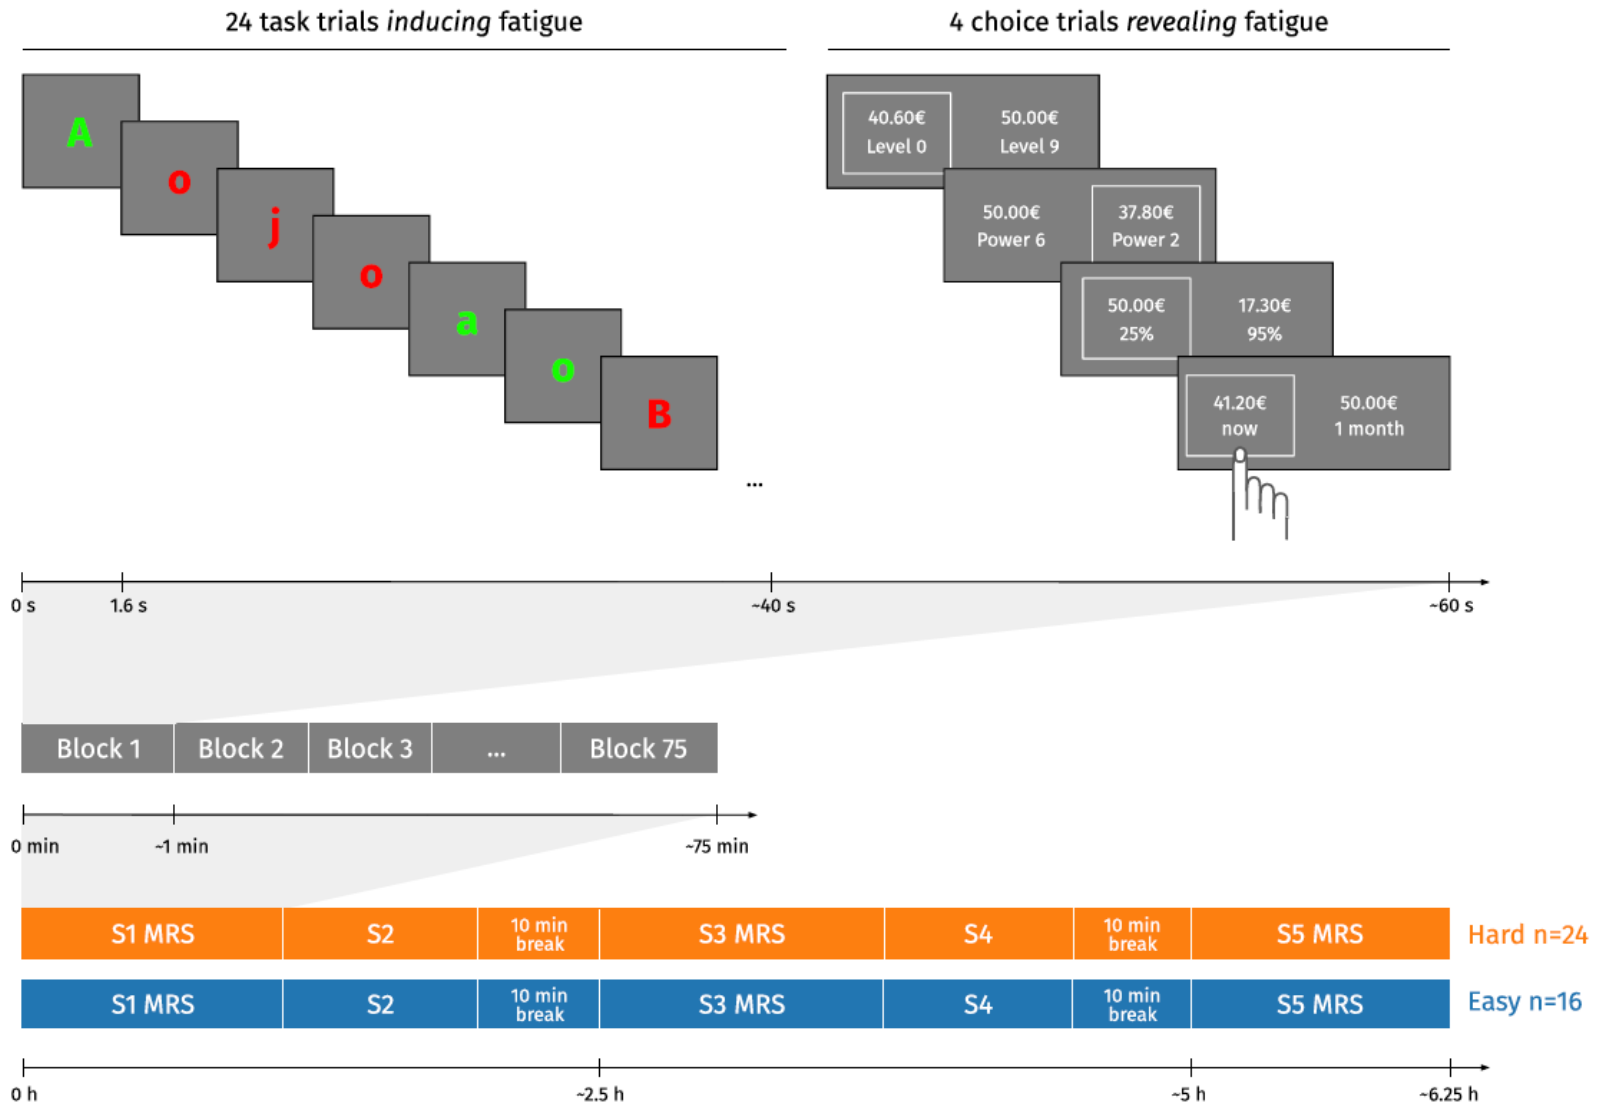 24 task trials inducing fatigue
4 choice trials revealing fatigue
A
o
j
o
a
o
B
...
40.60€
Level 0
50.00€
Level 9
50.00€
Power 6
37.80€
Power 2
50.00€
25%
17.30€
95%
41.20€
now
50.00€
1 month
0 s
1.6 s
~40 s
~60 s
Block 1
Block 2
Block 3
...
Block 75
0 min
~1 min
~75 min
S1 MRS
S2
10 min
break
S3 MRS
S4
10 min
break
S5 MRS
Hard n=24
S1 MRS
S2
10 min
break
S3 MRS
S4
10 min
break
S5 MRS
Easy n=16
0 h
~2.5 h
~5 h
~6.25 h